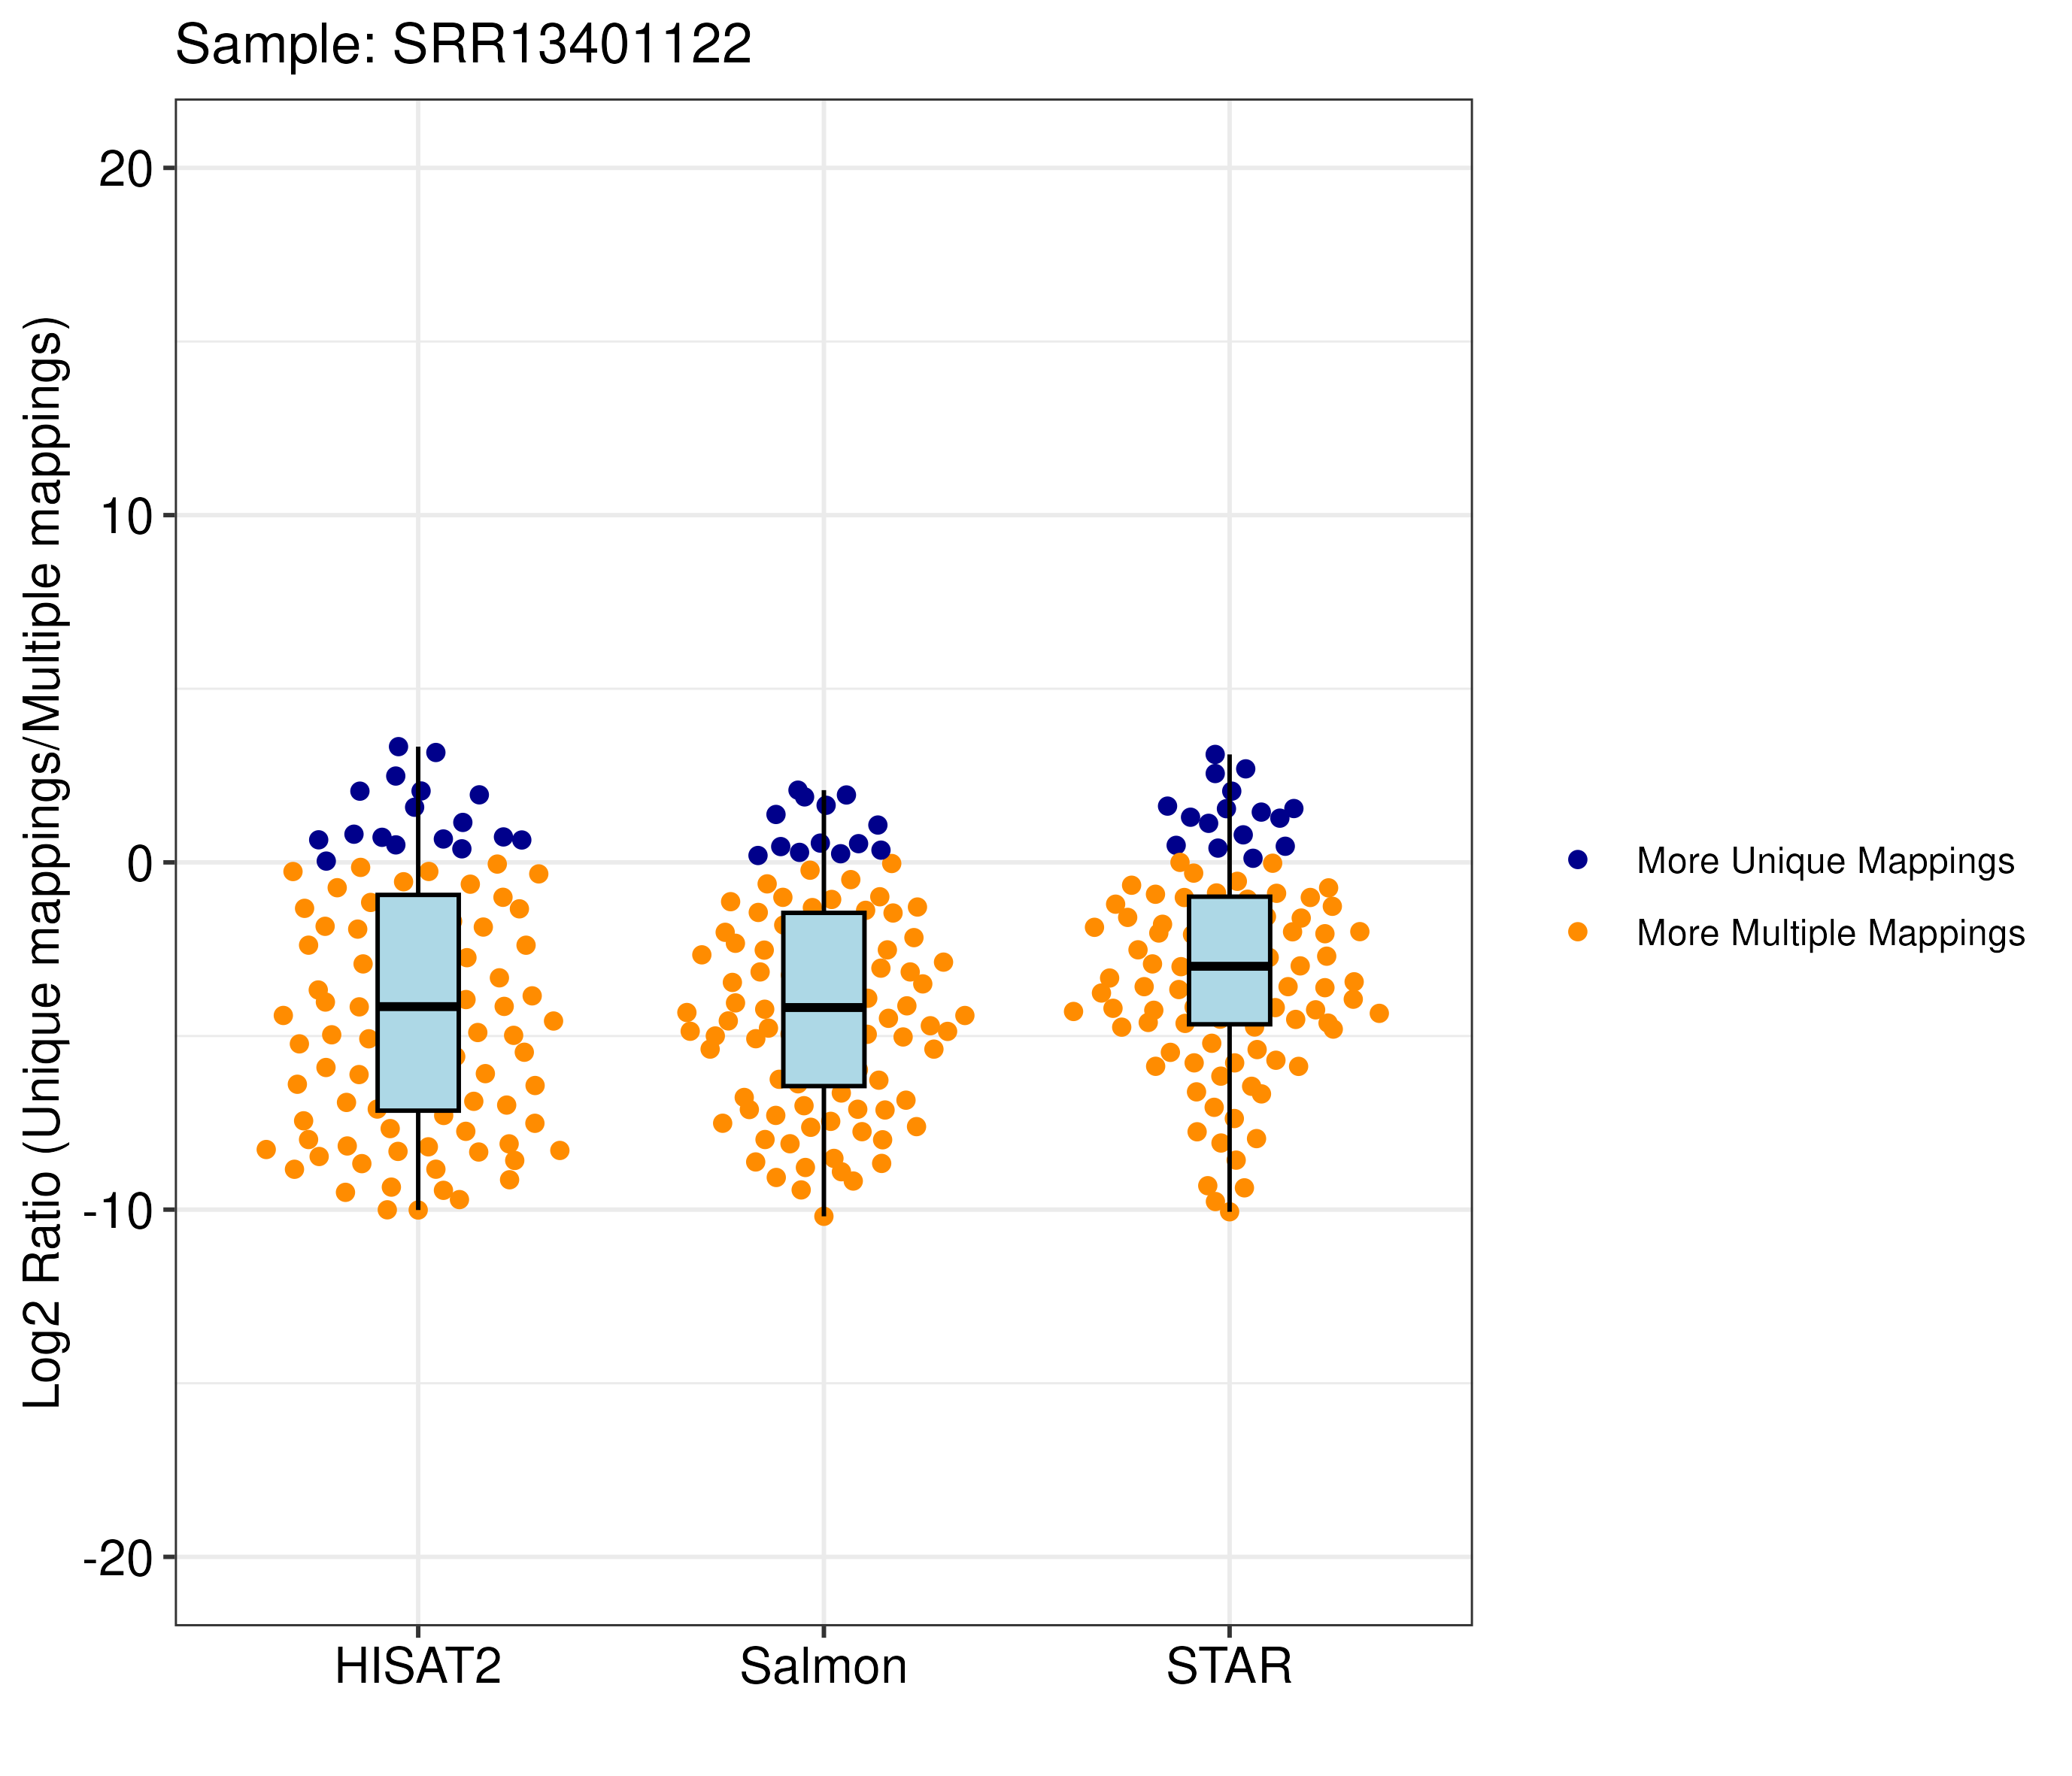 Sample: SRR13401122
Log2 Ratio (Unique mappings/Multiple mappings)
20
10
0
-10
-20
HISAT2
Salmon
STAR
More Unique Mappings
More Multiple Mappings